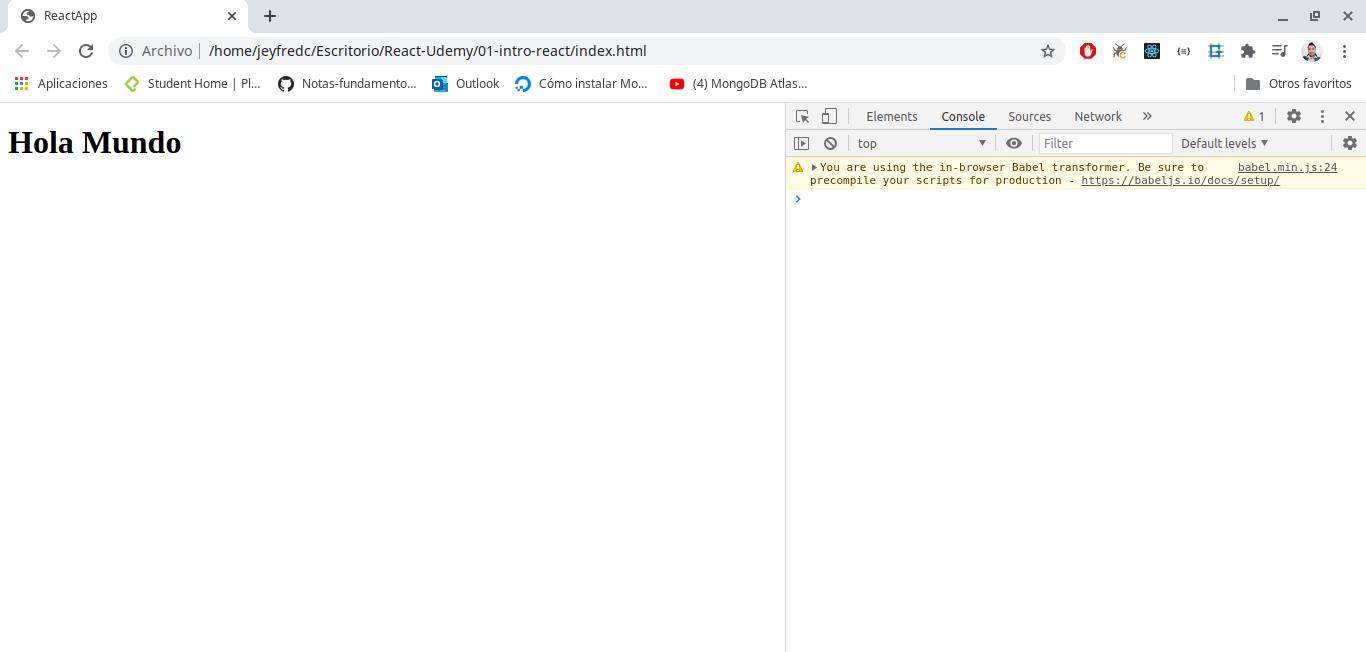 ReactApp
Archivo | /home/jeyfredc/Escritorio/React-Udemy/01-intro-react/index.html
Aplicaciones Student Home | Pl... Notas-fundamento... Outlook Cómo instalar Mo... (4) MongoDB Atlas... Otros favoritos
Hola Mundo
Elements Console Sources Network » 1
top Filter Default levels
You are using the in-browser Babel transformer. Be sure to babel.min.js:24
precompile your scripts for production - https://babeljs.io/docs/setup/